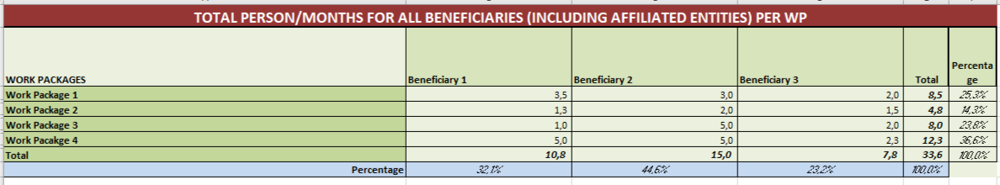 TOTAL PERSON/MONTHS FOR ALL BENEFICIARIES (INCLUDING AFFILIATED ENTITIES) PER WP
WORK PACKAGES Beneficiary 1 Beneficiary 2 Beneficiary 3 Total Percenta
ge
Work Package 1 3,5 3,0 2,0 8,5 25,3%
Work Package 2 1,3 2,0 1,5 4,8 14,3%
Work Package 3 1,0 5,0 2,0 8,0 23,8%
Work Pacakge 4 5,0 5,0 2,3 12,3 36,6%
Total 10,8 15,0 7,8 33,6 100,0%
Percentage 32,1% 44,6% 23,2% 100,0%